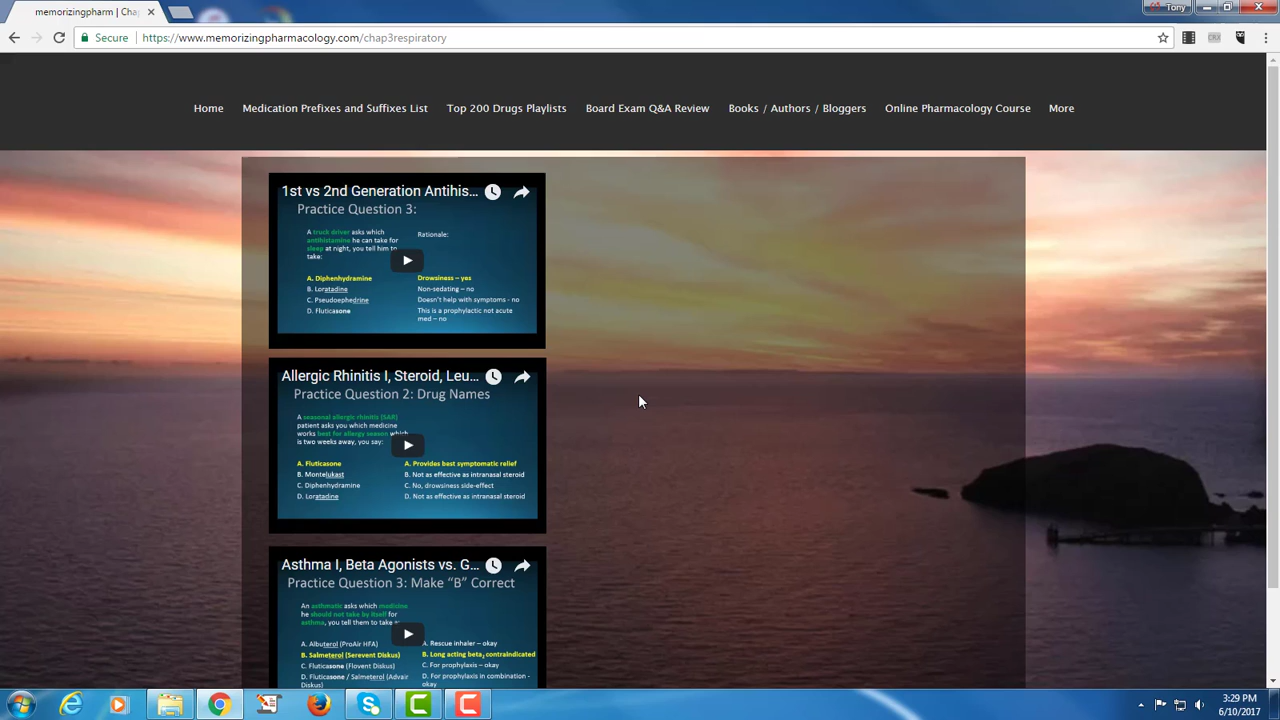 memorizingpharm | Cha
Tony
Secure
https://www.memorizingpharmacology.com/chap3respiratory
Home
Medication Prefixes and Suffixes List
Top 200 Drugs Playlists
Board Exam Q&A Review
Books / Authors / Bloggers
Online Pharmacology Course
More
1st vs 2nd Generation Antihis...
Practice Question 3:
A truck driver asks which
antihistamine he can take for
sleep at night, you tell him to
take:
A. Diphenhydramine
B. Loratadine
C. Pseudoephedrine
D. Fluticasone
Rationale:
Drowsiness – yes
Non-sedating – no
Doesn't help with symptoms - no
This is a prophylactic not acute
med – no
Allergic Rhinitis I, Steroid, Leu...
Practice Question 2: Drug Names
A seasonal allergic rhinitis (SAR)
patient asks you which medicine
works best for allergy season which
is two weeks away, you say:
A. Fluticasone
B. Montelukast
C. Diphenhydramine
D. Loratadine
A. Provides best symptomatic relief
B. Not as effective as intranasal steroid
C. No, drowsiness side-effect
D. Not as effective as intranasal steroid
Asthma I, Beta Agonists vs. G...
Practice Question 3: Make “B” Correct
An asthmatic asks which medicine
he should not take by itself for
asthma, you tell them to take
A. Albuterol (ProAir HFA)
B. Salmeterol (Serevent Diskus)
C. Fluticasone (Flovent Diskus)
D. Fluticasone / Salmeterol (Advair
Diskus)
A. Rescue inhaler – okay
B. Long acting beta2 contraindicated
C. For prophylaxis – okay
D. For prophylaxis in combination -
okay
3:29 PM
6/10/2017